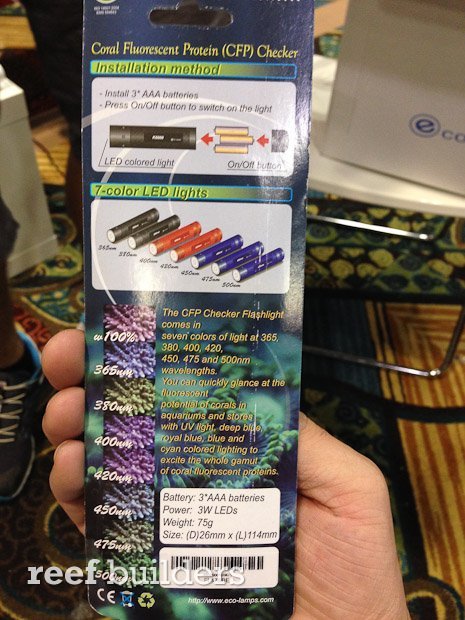 Coral Fluorescent Protein (CFP) Checker
Installation method
- Install 3* AAA batteries
- Press On/Off button to switch on the light
LED colored light
On/Off button
7-color LED lights
365nm
380nm
400nm
420nm
450nm
475nm
500nm
The CFP Checker Flashlight
comes in
seven colors of light at 365,
380, 400, 420,
450, 475 and 500nm
wavelengths.
You can quickly glance at the
fluorescent
potential of corals in
aquariums and stores
with UV light, deep blue,
royal blue, blue and
cyan colored lighting to
excite the whole gamut
of coral fluorescent proteins.
100%
365nm
380nm
400nm
420nm
450nm
475nm
Battery: 3*AAA batteries
Power: 3W LEDs
Weight: 75g
Size: (D)26mm x (L)114mm
reef builders
CE
http://www.eco-lamps.com
eco